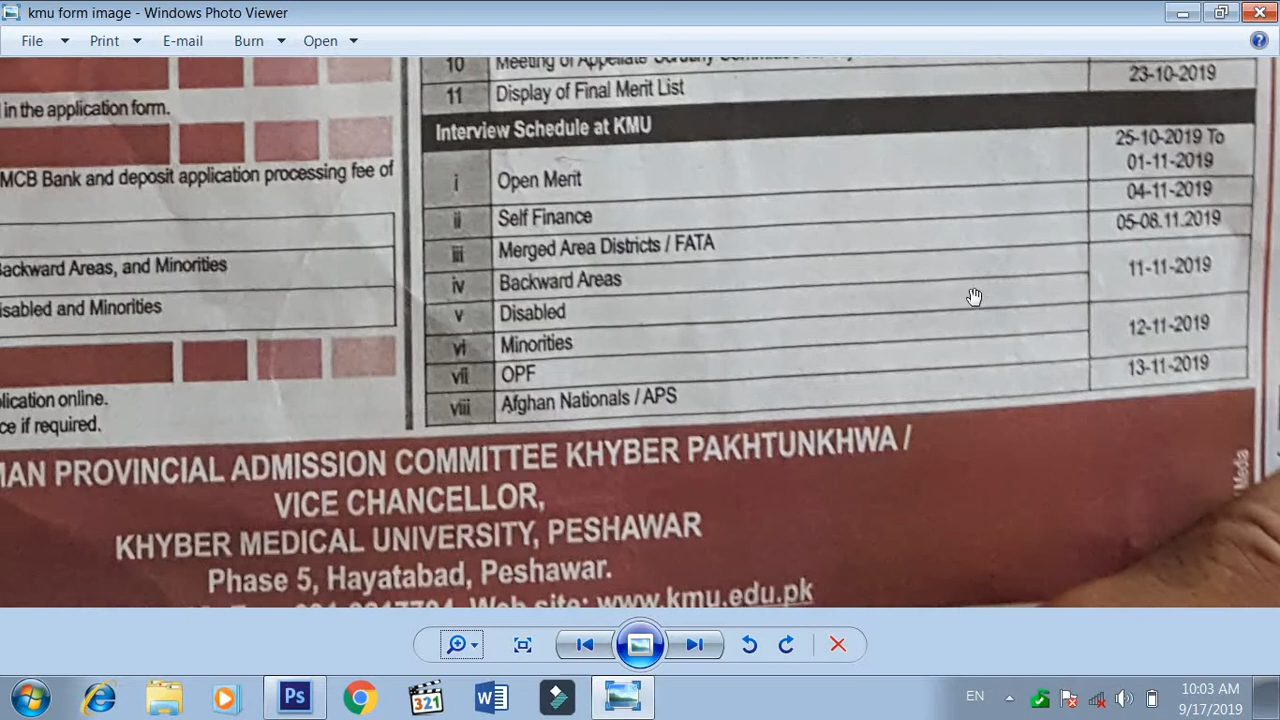 kmu form image - Windows Photo Viewer
File Print E-mail Burn Open
10 Meeting of Appellate
11 Display of Final Merit List 23-10-2019
Interview Schedule at KMU
i Open Merit 25-10-2019 To 01-11-2019
ii Self Finance 04-11-2019
iii Merged Area Districts / FATA 05-08.11.2019
iv Backward Areas 11-11-2019
v Disabled
vi Minorities 12-11-2019
vii OPF
viii Afghan Nationals / APS 13-11-2019
in the application form.
MCB Bank and deposit application processing fee of
Backward Areas, and Minorities
isabled and Minorities
lication online.
ce if required.
MAN PROVINCIAL ADMISSION COMMITTEE KHYBER PAKHTUNKHWA /
VICE CHANCELLOR,
KHYBER MEDICAL UNIVERSITY, PESHAWAR
Phase 5, Hayatabad, Peshawar.
Web site: www.kmu.edu.pk
Ps
321
W
EN
10:03 AM
9/17/2019